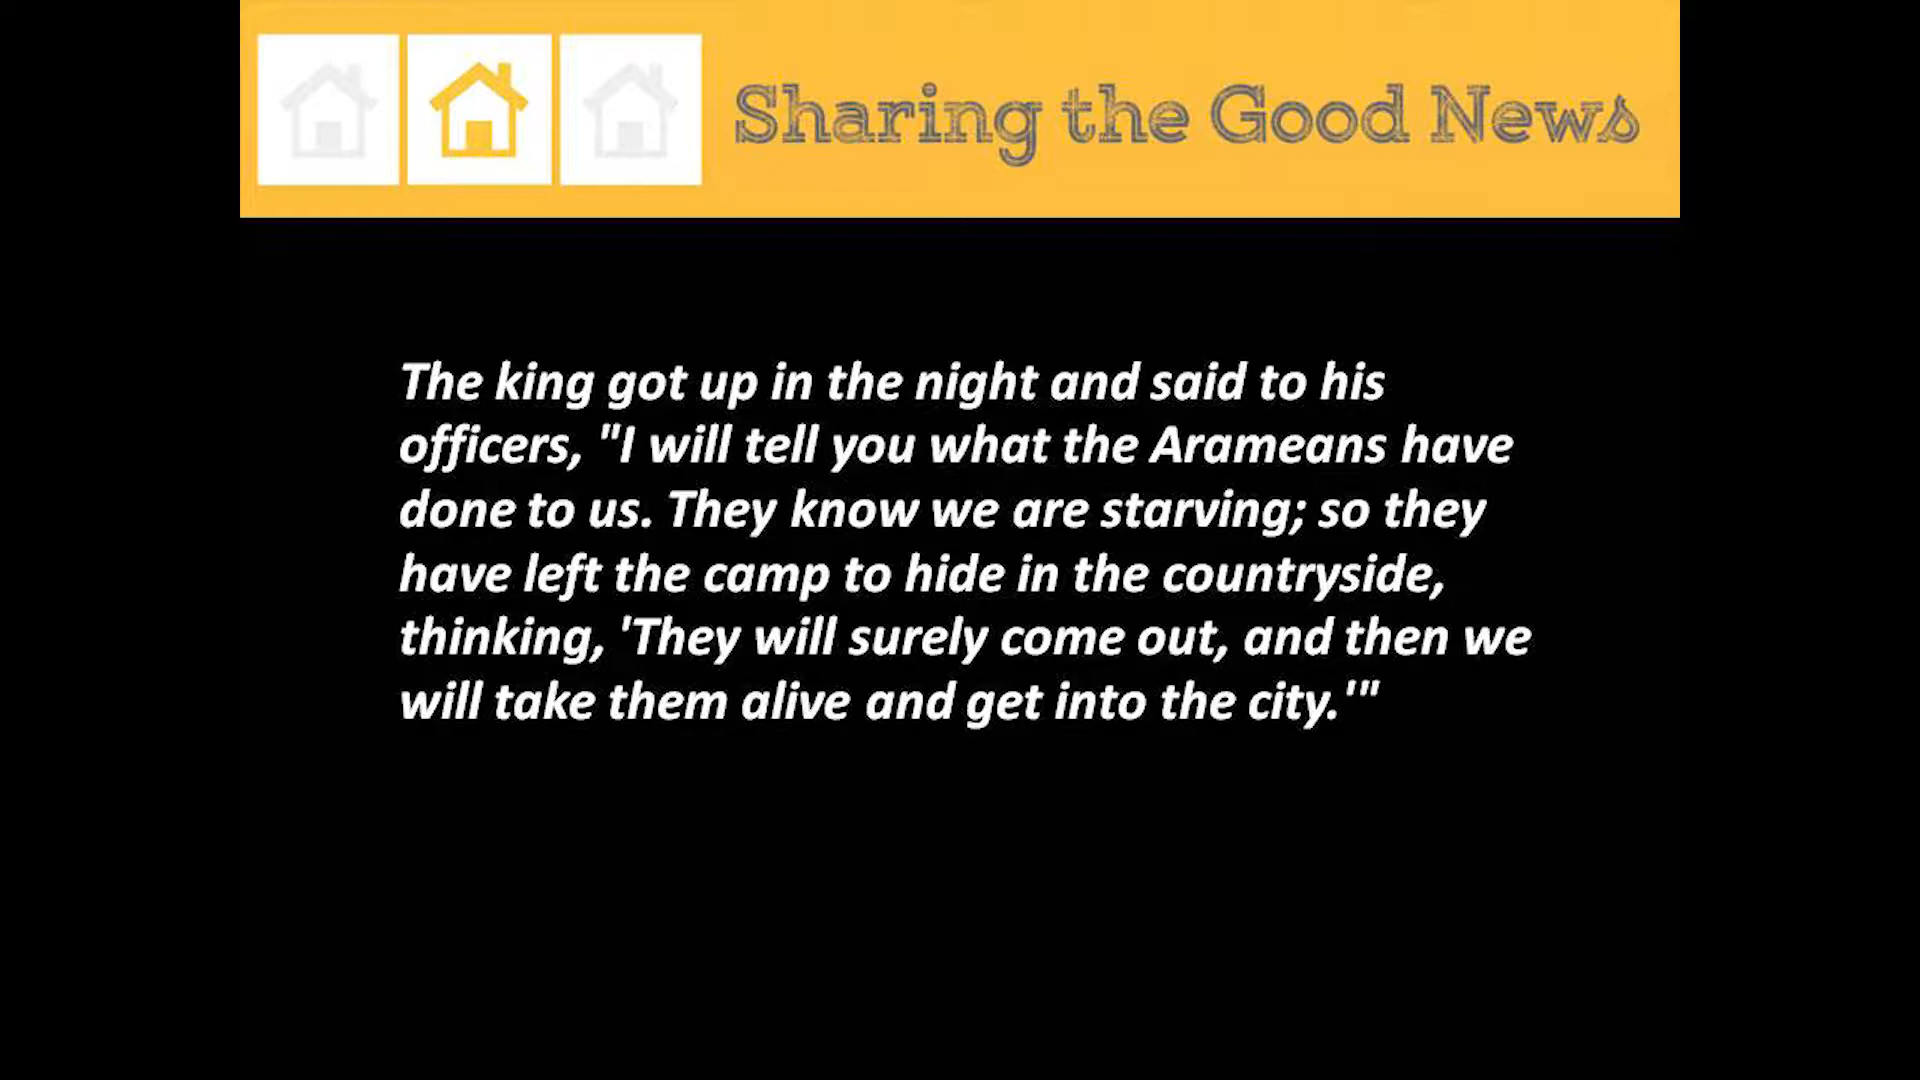 Sharing the Good News
The king got up in the night and said to his
officers, "I will tell you what the Arameans have
done to us. They know we are starving; so they
have left the camp to hide in the countryside,
thinking, 'They will surely come out, and then we
will take them alive and get into the city.'"